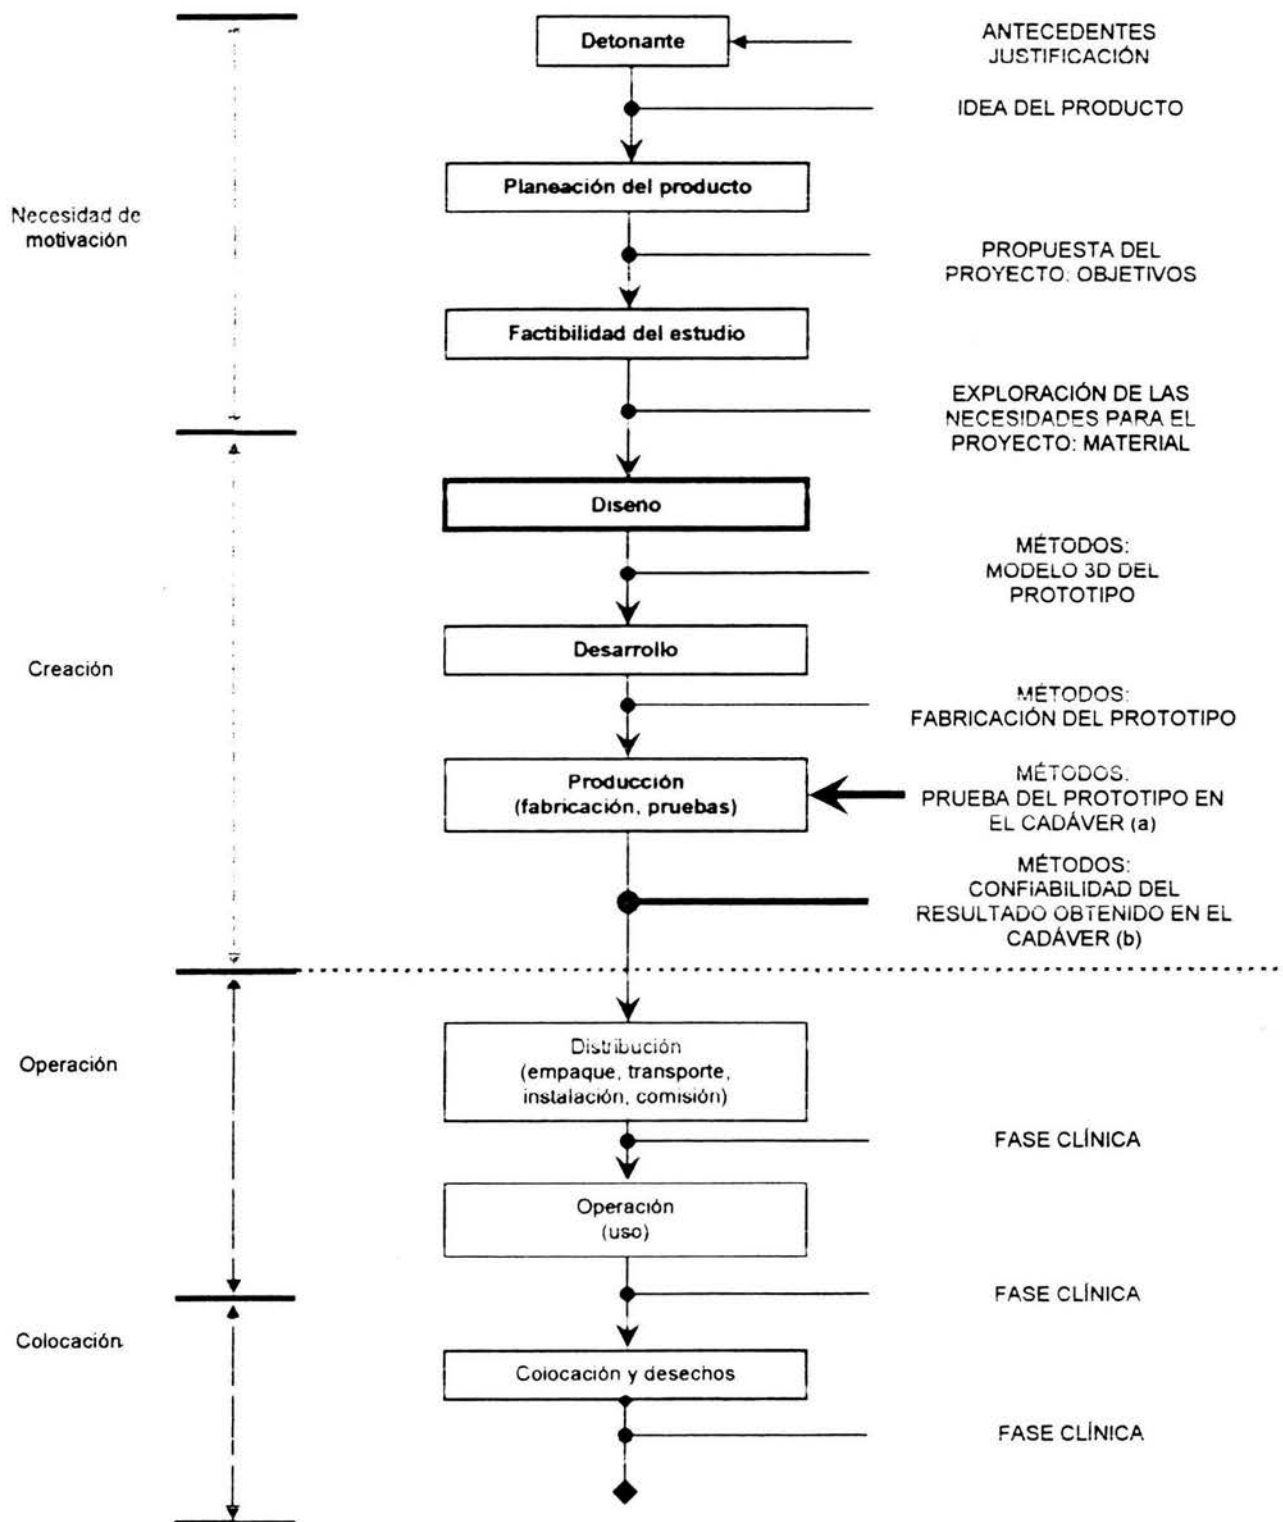 Detonante
ANTECEDENTES
JUSTIFICACIÓN
IDEA DEL PRODUCTO
Planeación del producto
Necesidad de
motivación
PROPUESTA DEL
PROYECTO: OBJETIVOS
Factibilidad del estudio
EXPLORACIÓN DE LAS
NECESIDADES PARA EL
PROYECTO: MATERIAL
Diseño
MÉTODOS:
MODELO 3D DEL
PROTOTIPO
Desarrollo
Creación
MÉTODOS:
FABRICACIÓN DEL PROTOTIPO
Producción
(fabricación, pruebas)
MÉTODOS:
PRUEBA DEL PROTOTIPO EN
EL CADÁVER (a)
MÉTODOS:
CONFIABILIDAD DEL
RESULTADO OBTENIDO EN EL
CADÁVER (b)
Operación
Distribución
(empaque, transporte,
instalación, comisión)
FASE CLÍNICA
Operación
(uso)
FASE CLÍNICA
Colocación
Colocación y desechos
FASE CLÍNICA